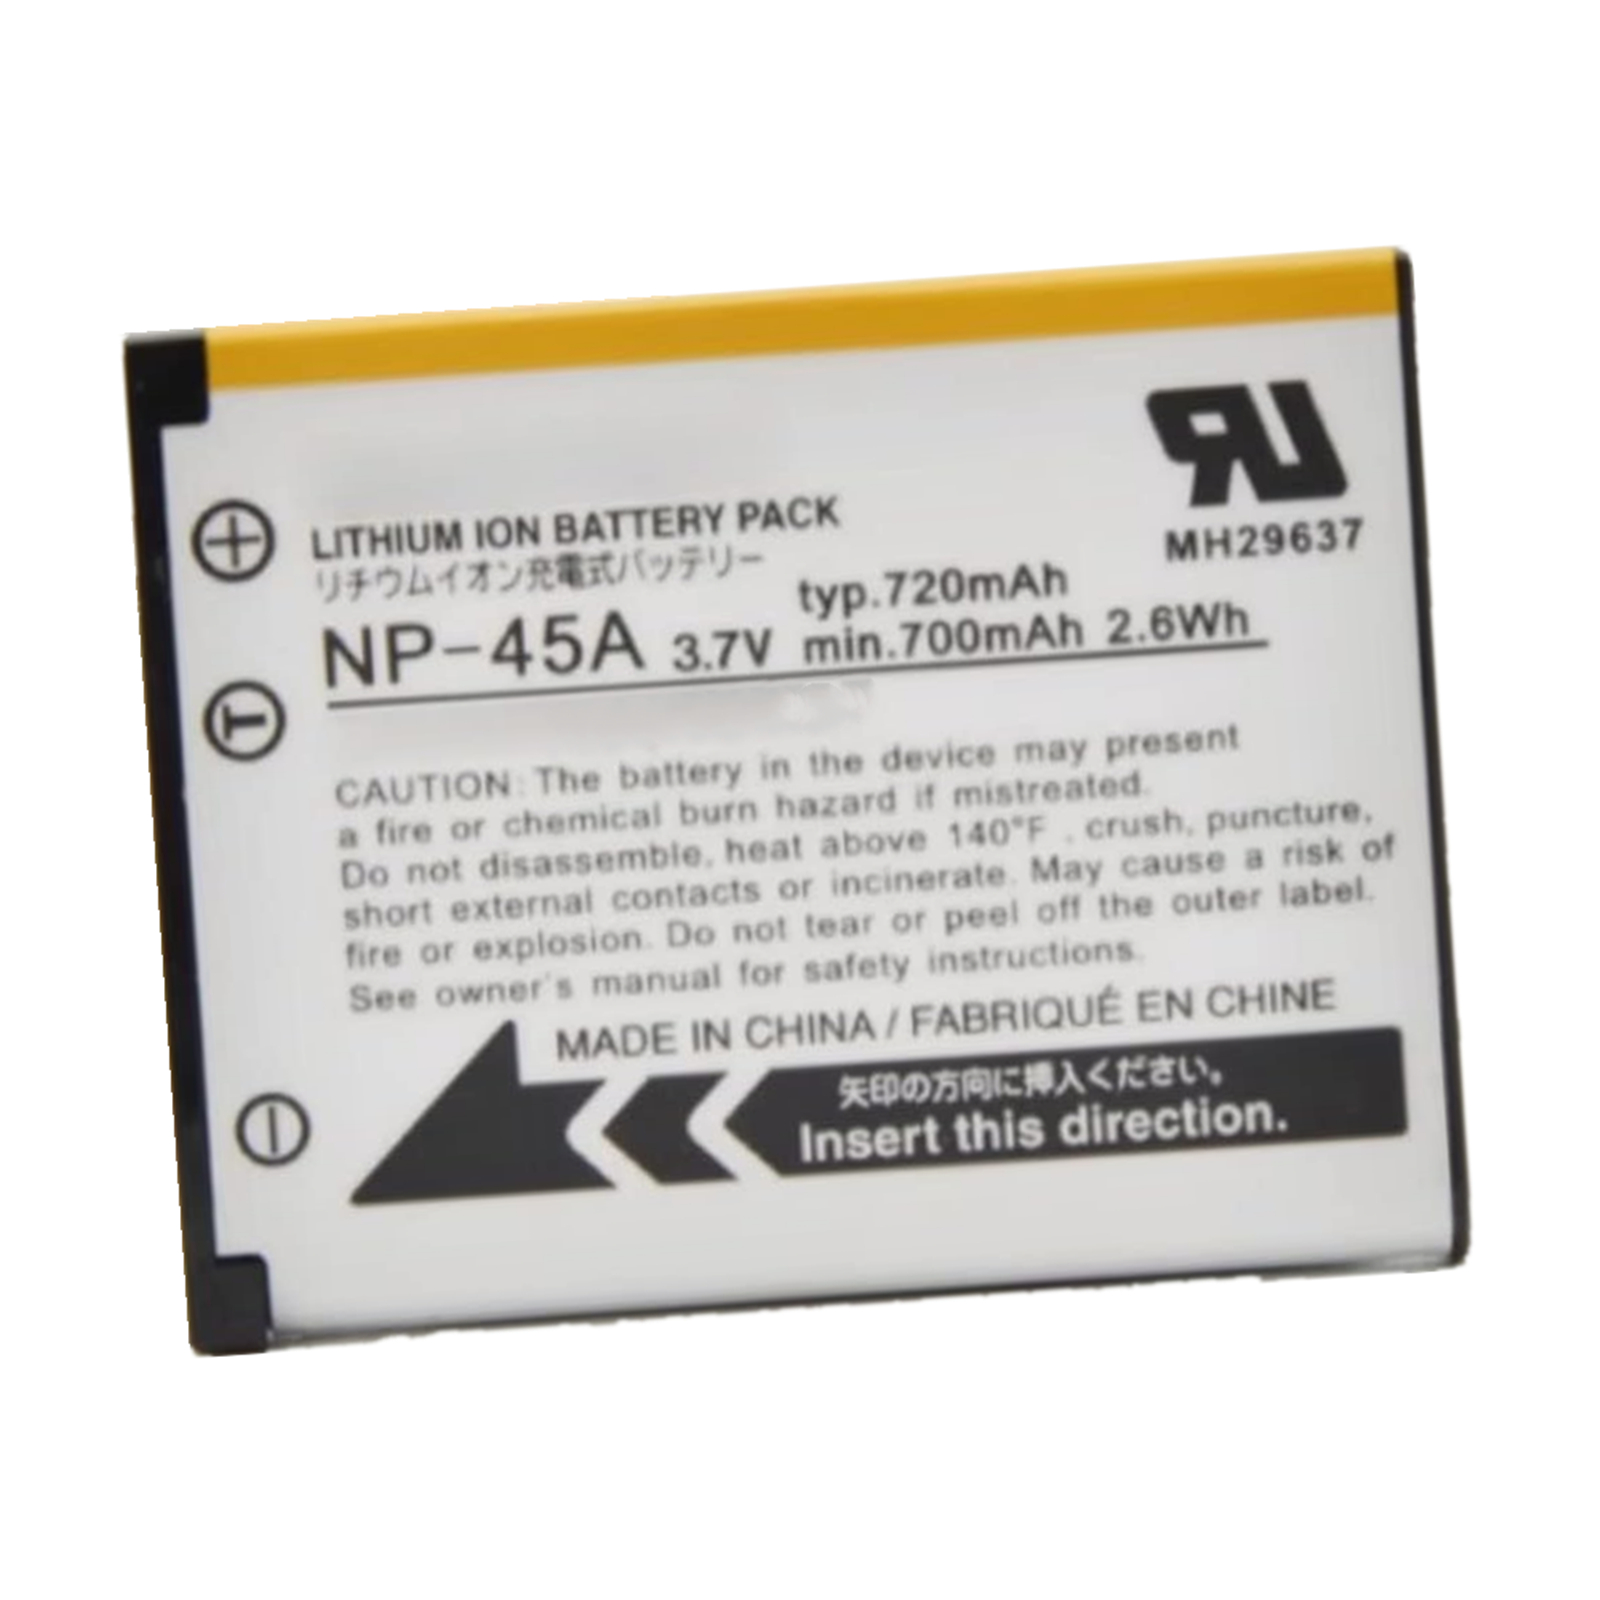 LITHIUM ION BATTERY PACK
リチウムイオン充電式バッテリー
typ.720mAh
NP-45A 3.7V min.700mAh 2.6Wh
MH29637
T
CAUTION: The battery in the device may present
a fire or chemical burn hazard if mistreated.
Do not disassemble, heat above 140°F , crush, puncture,
short external contacts or incinerate. May cause a risk of
fire or explosion. Do not tear or peel off the outer label.
See owner's manual for safety instructions.
MADE IN CHINA / FABRIQUÉ EN CHINE
矢印の方向に挿入ください。
Insert this direction.